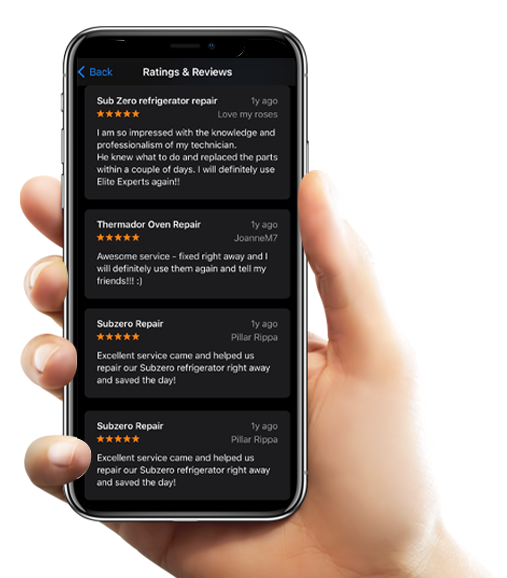 Back
Ratings & Reviews
Sub Zero refrigerator repair 1y ago
★★★★★ Love my roses
I am so impressed with the knowledge and
professionalism of my technician.
He knew what to do and replaced the parts
within a couple of days. I will definitely use
Elite Experts again!!
Thermador Oven Repair 1y ago
★★★★★ JoanneM7
Awesome service - fixed right away and I
will definitely use them again and tell my
friends!!! :)
Subzero Repair 1y ago
★★★★★ Pillar Rippa
Excellent service came and helped us
repair our Subzero refrigerator right away
and saved the day!
Subzero Repair 1y ago
★★★★★ Pillar Rippa
Excellent service came and helped us
repair our Subzero refrigerator right away
and saved the day!